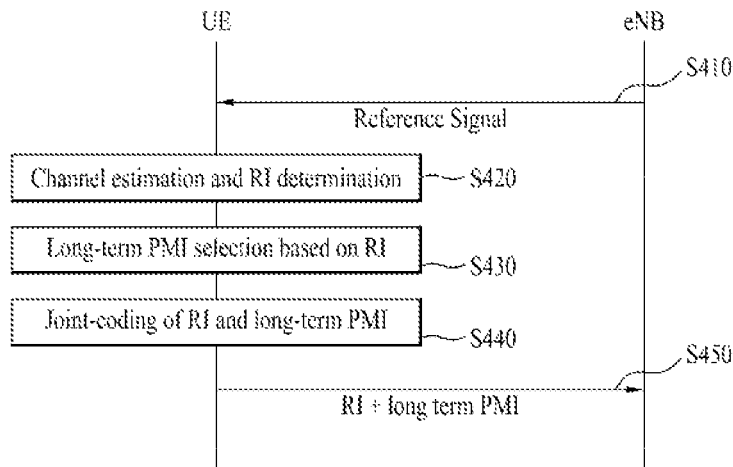 UE
eNB
S410
Reference Signal
Channel estimation and RI determination
S420
Long-term PMI selection based on RI
S430
Joint-coding of RI and long-term PMI
S440
S450
RI + long term PMI